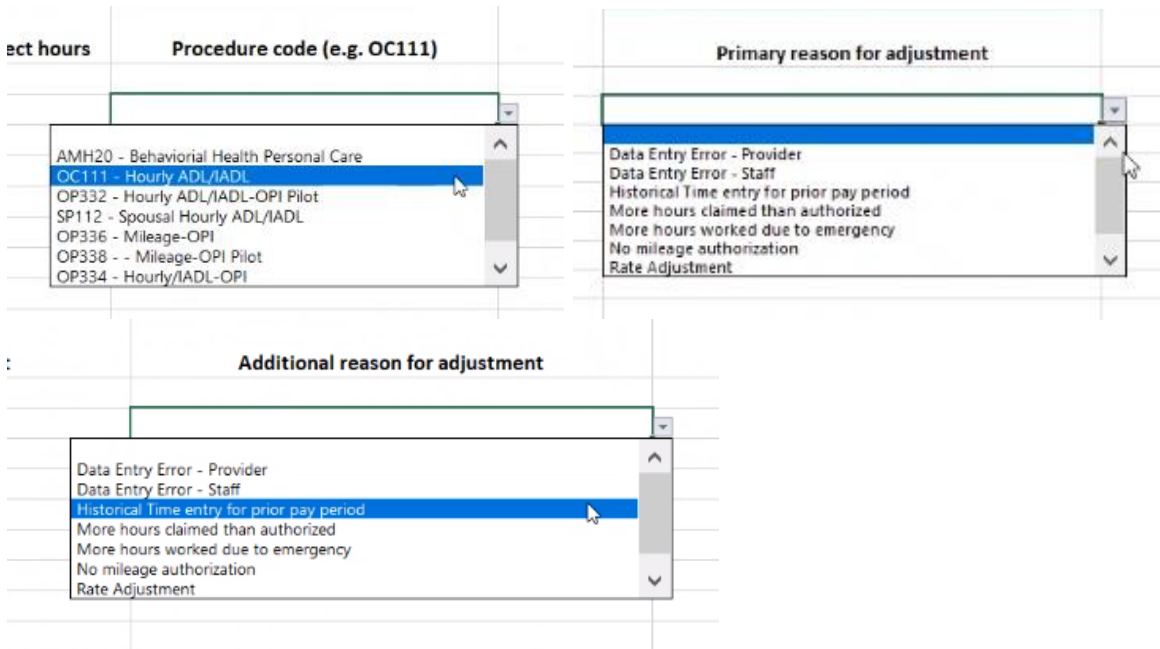 ect hours
Procedure code (e.g. OC111)
AMH20 - Behaviorial Health Personal Care
OC111 - Hourly ADL/IADL
OP332 - Hourly ADL/IADL-OPI Pilot
SP112 - Spousal Hourly ADL/IADL
OP336 - Mileage-OPI
OP338 - - Mileage-OPI Pilot
OP334 - Hourly/IADL-OPI
Primary reason for adjustment
Data Entry Error - Provider
Data Entry Error - Staff
Historical Time entry for prior pay period
More hours claimed than authorized
More hours worked due to emergency
No mileage authorization
Rate Adjustment
Additional reason for adjustment
Data Entry Error - Provider
Data Entry Error - Staff
Historical Time entry for prior pay period
More hours claimed than authorized
More hours worked due to emergency
No mileage authorization
Rate Adjustment